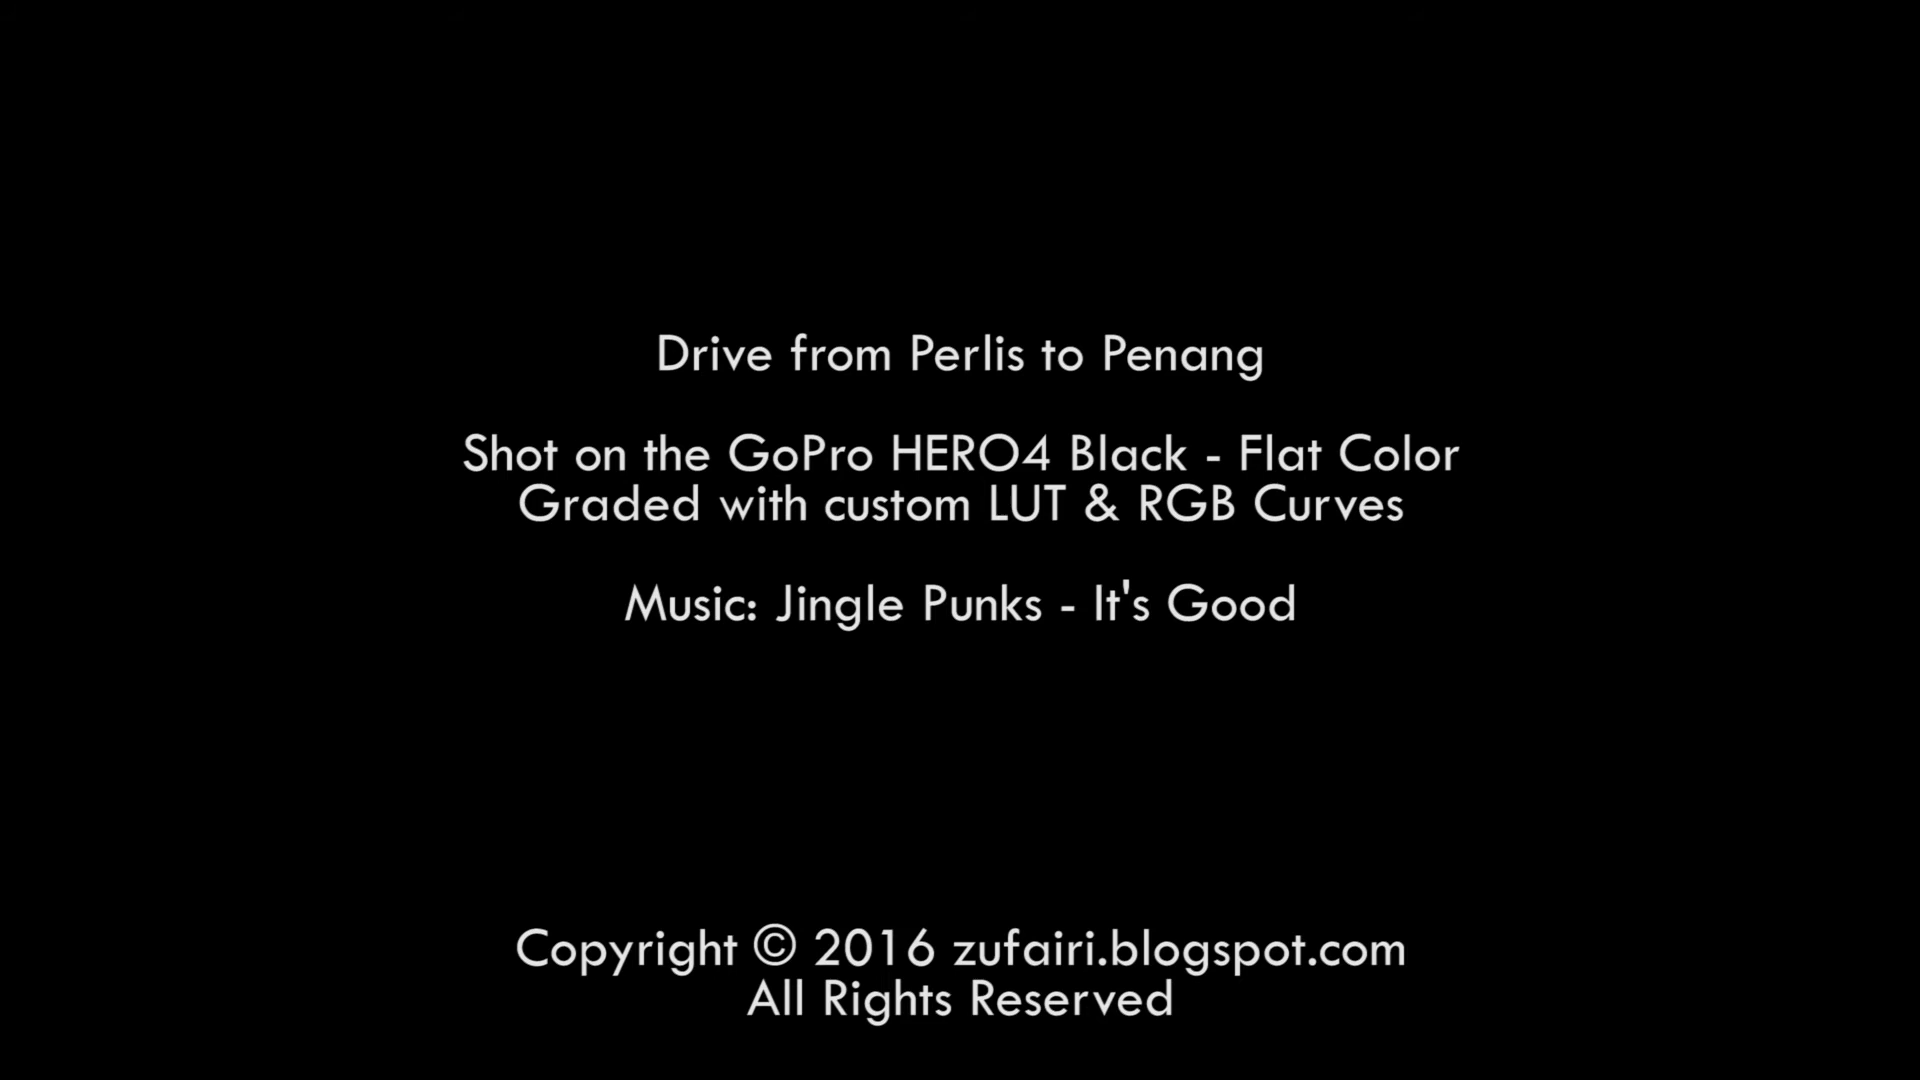 Drive from Perlis to Penang
Shot on the GoPro HERO4 Black - Flat Color
Graded with custom LUT & RGB Curves
Music: Jingle Punks - It's Good
Copyright © 2016 zufairi.blogspot.com
All Rights Reserved